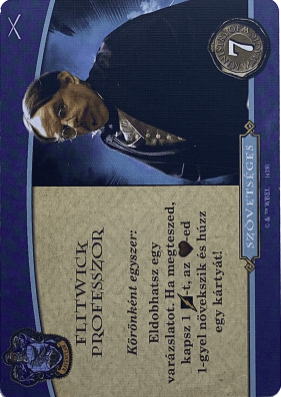 FLITWICK
PROFESSZOR
Körönként egyszer:
Eldobhatsz egy
varázslatot. Ha megteszed,
kapsz 1 -t, az -ed
1-gyel növekszik és húzz
egy kártyát!
SZÖVETSÉGES
7